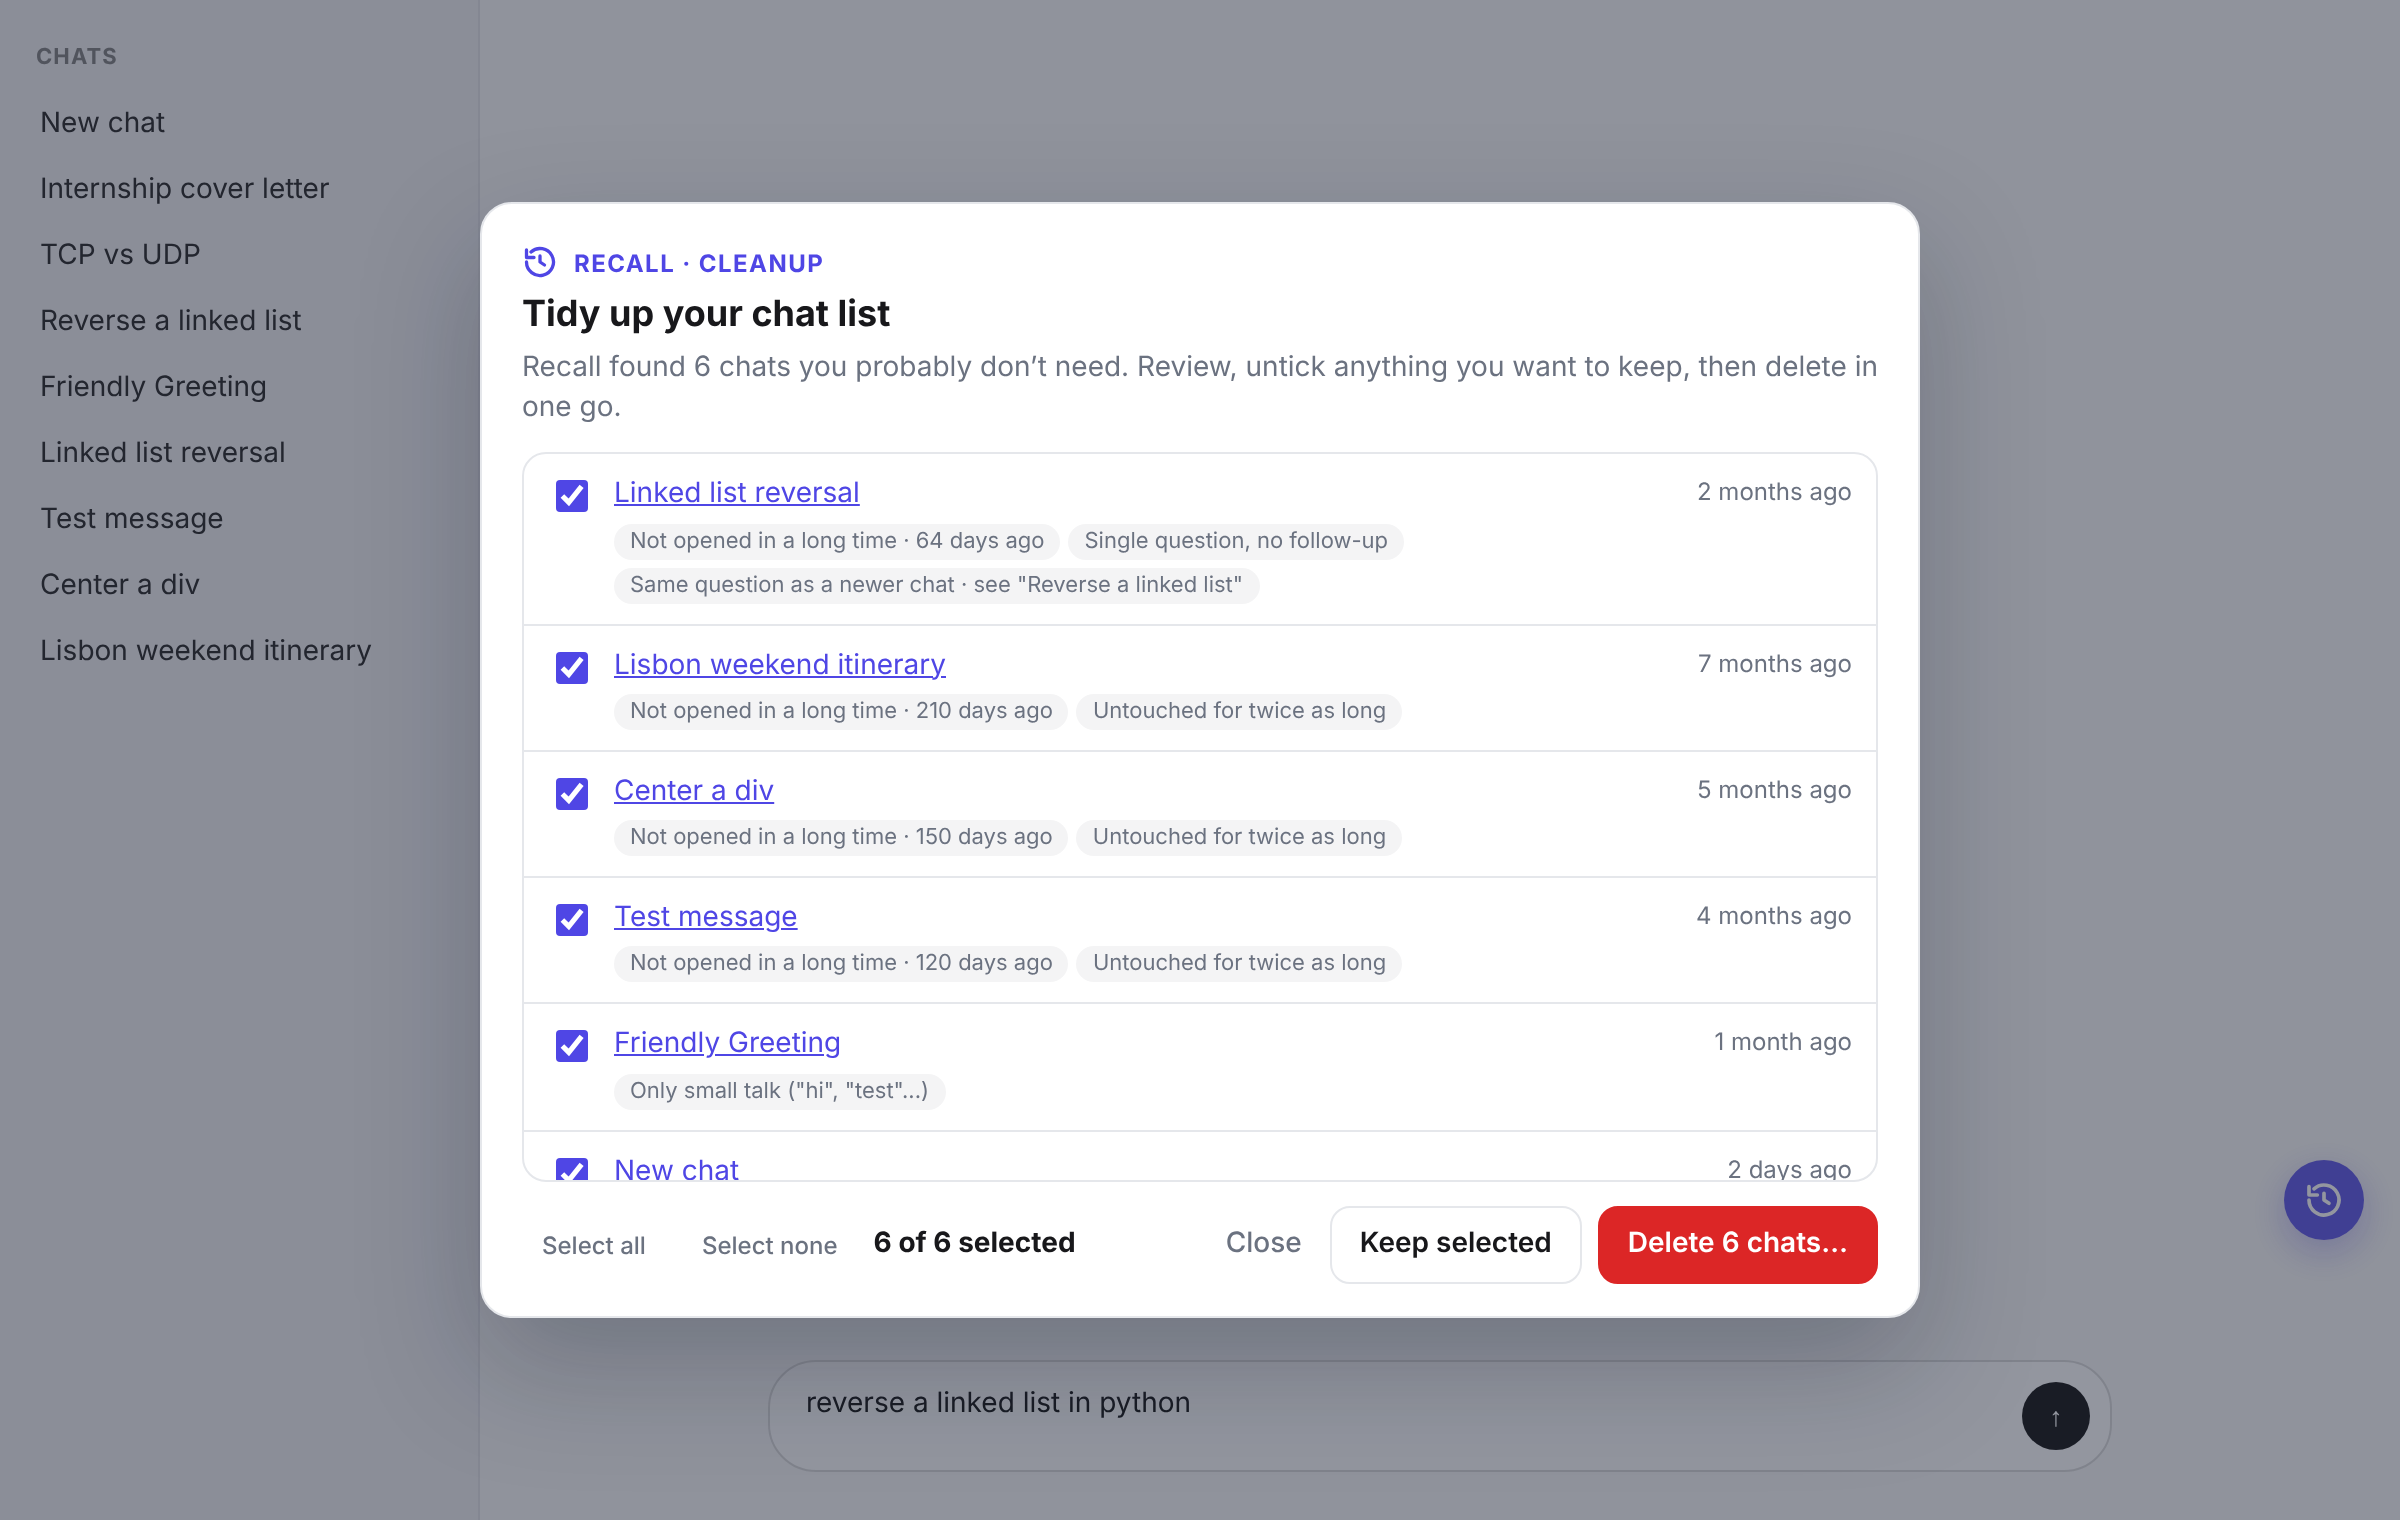 CHATS
New chat
Internship cover letter
TCP vs UDP
Reverse a linked list
Friendly Greeting
Linked list reversal
Test message
Center a div
Lisbon weekend itinerary
RECALL · CLEANUP
Tidy up your chat list
Recall found 6 chats you probably don’t need. Review, untick anything you want to keep, then delete in
one go.
Linked list reversal 2 months ago
Not opened in a long time · 64 days ago Single question, no follow-up
Same question as a newer chat · see "Reverse a linked list"
Lisbon weekend itinerary 7 months ago
Not opened in a long time · 210 days ago Untouched for twice as long
Center a div 5 months ago
Not opened in a long time · 150 days ago Untouched for twice as long
Test message 4 months ago
Not opened in a long time · 120 days ago Untouched for twice as long
Friendly Greeting 1 month ago
Only small talk ("hi", "test"…)
New chat 2 days ago
Select all Select none 6 of 6 selected Close Keep selected Delete 6 chats…
reverse a linked list in python
↑